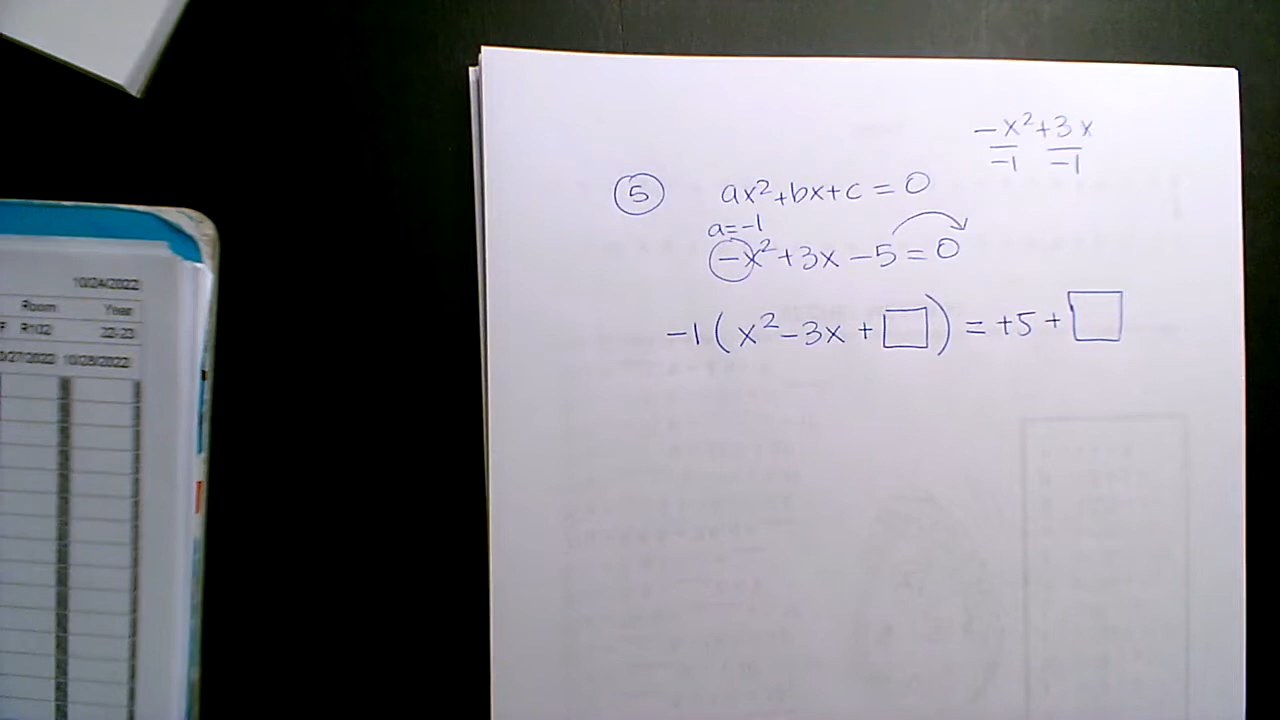 10/24/2022
Room Year
R102 22-23
10/28/2022
-x²+3x
-1 -1
5 ax²+bx+c=0
a=-1
-x²+3x-5=0
-1(x²-3x+□)=+5+□